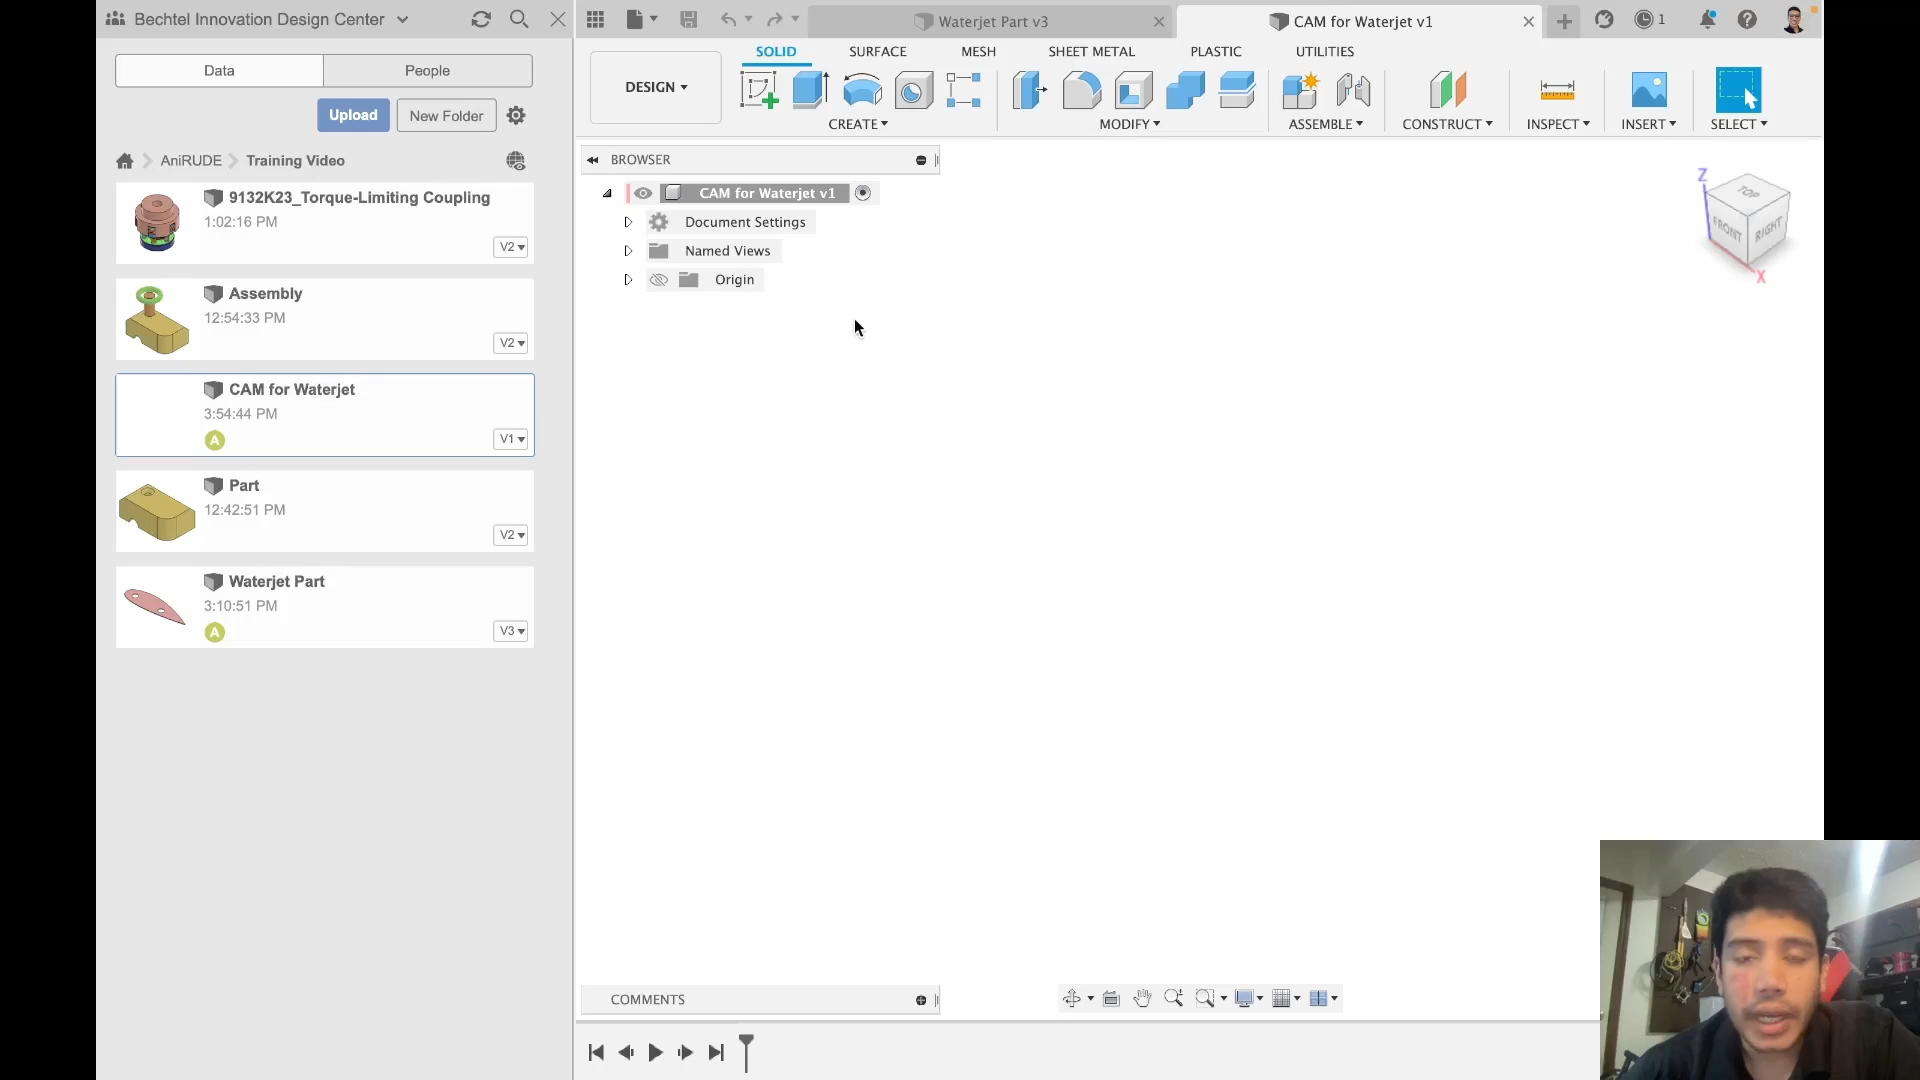 Bechtel Innovation Design Center
Data
People
Upload
New Folder
AniRUDE
Training Video
9132K23_Torque-Limiting Coupling
1:02:16 PM
V2
Assembly
12:54:33 PM
V2
CAM for Waterjet
3:54:44 PM
A
V1
Part
12:42:51 PM
V2
Waterjet Part
3:10:51 PM
A
V3
Waterjet Part v3
CAM for Waterjet v1
1
SOLID
SURFACE
MESH
SHEET METAL
PLASTIC
UTILITIES
DESIGN
CREATE
MODIFY
ASSEMBLE
CONSTRUCT
INSPECT
INSERT
SELECT
BROWSER
CAM for Waterjet v1
Document Settings
Named Views
Origin
Z
TOP
FRONT
RIGHT
X
COMMENTS